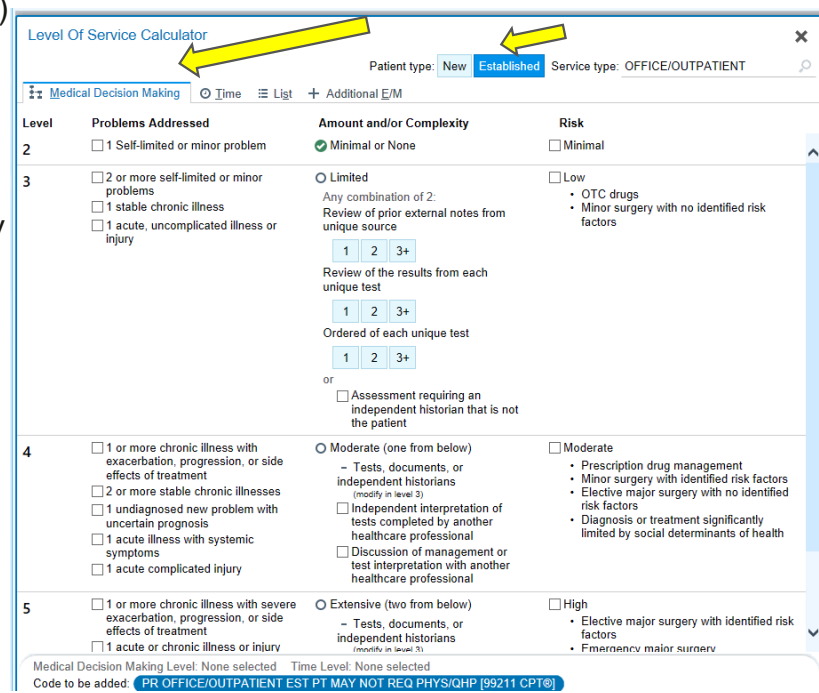 )
Level Of Service Calculator
Patient type: New Established Service type: OFFICE/OUTPATIENT
Medical Decision Making Time List + Additional E/M
Level Problems Addressed Amount and/or Complexity Risk
2
1 Self-limited or minor problem
Minimal or None
Minimal
3
2 or more self-limited or minor
problems
1 stable chronic illness
1 acute, uncomplicated illness or
injury
Limited
Any combination of 2:
Review of prior external notes from
unique source
1 2 3+
Review of the results from each
unique test
1 2 3+
Ordered of each unique test
1 2 3+
or
Assessment requiring an
independent historian that is not
the patient
Low
• OTC drugs
• Minor surgery with no identified risk
factors
y
4
1 or more chronic illness with
exacerbation, progression, or side
effects of treatment
2 or more stable chronic illnesses
1 undiagnosed new problem with
uncertain prognosis
1 acute illness with systemic
symptoms
1 acute complicated injury
Moderate (one from below)
– Tests, documents, or
independent historians
(modify in level 3)
Independent interpretation of
tests completed by another
healthcare professional
Discussion of management or
test interpretation with another
healthcare professional
Moderate
• Prescription drug management
• Minor surgery with identified risk factors
• Elective major surgery with no identified
risk factors
• Diagnosis or treatment significantly
limited by social determinants of health
5
1 or more chronic illness with severe
exacerbation, progression, or side
effects of treatment
1 acute or chronic illness or injury
Extensive (two from below)
– Tests, documents, or
independent historians
(modify in level 3)
High
• Elective major surgery with identified risk
factors
• Emergency major surgery
Medical Decision Making Level: None selected Time Level: None selected
Code to be added: PR OFFICE/OUTPATIENT EST PT MAY NOT REQ PHYS/QHP [99211 CPT®]